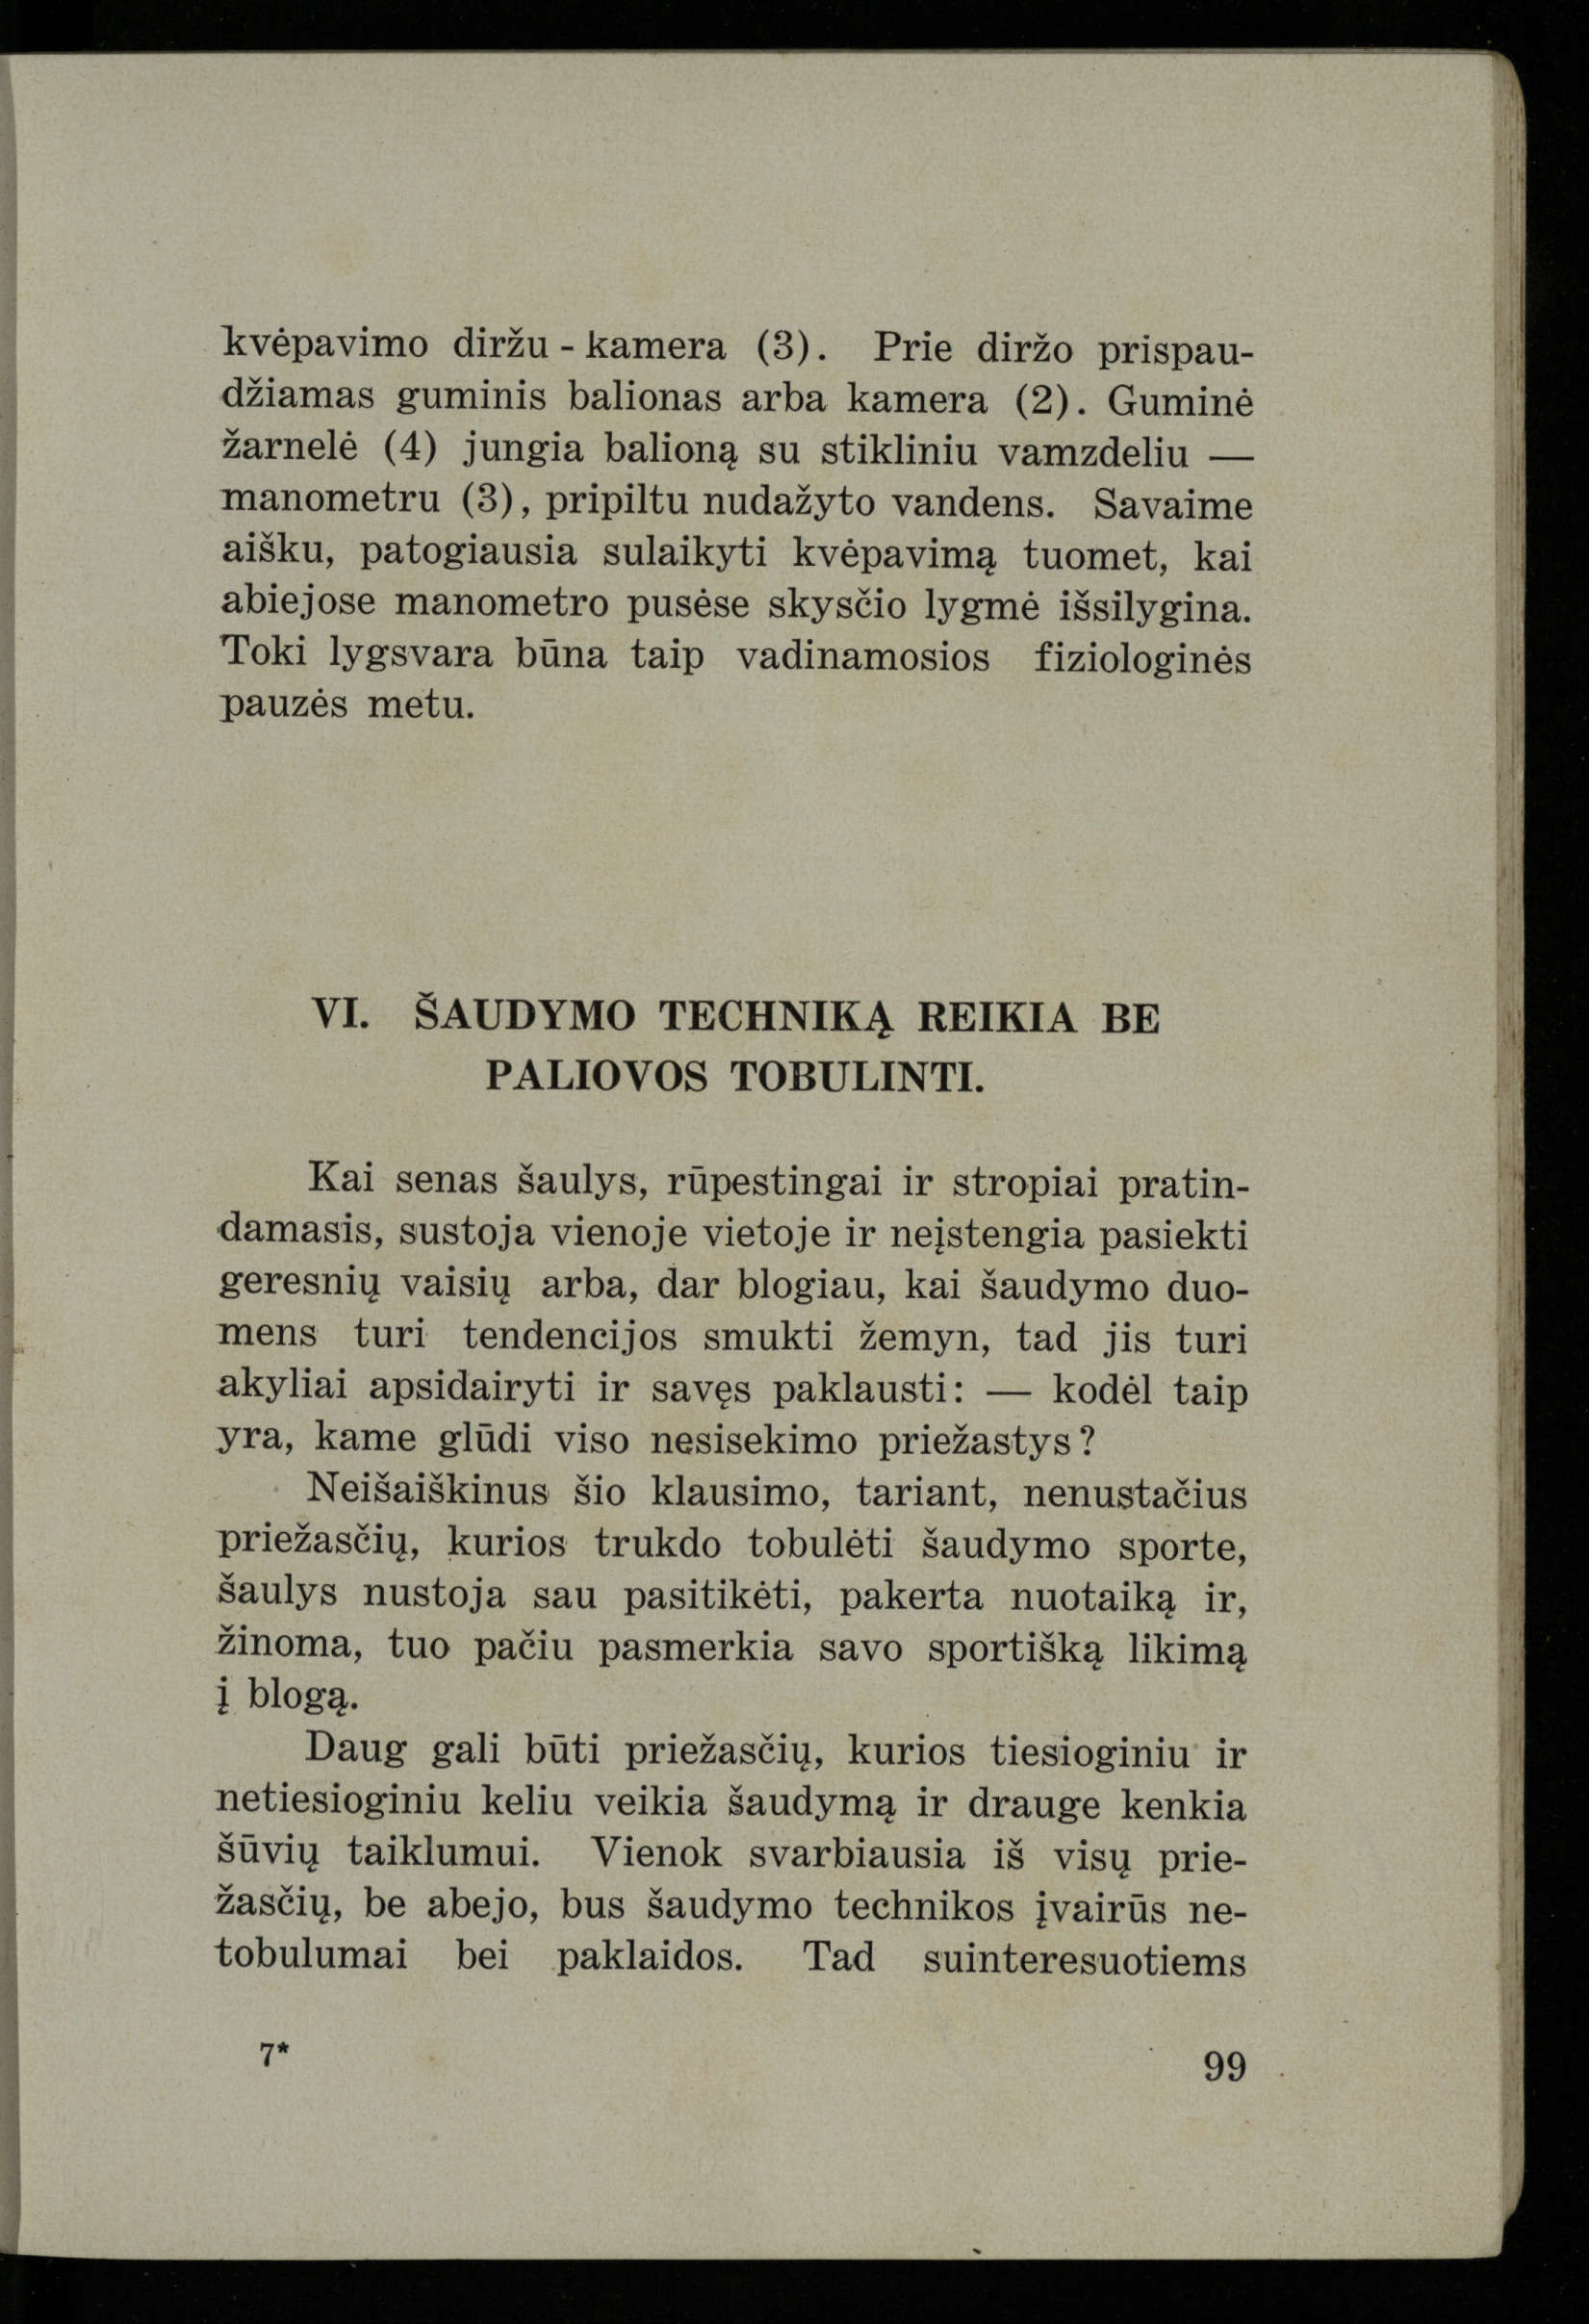 kvėpavimo diržu - kamera (3). Prie diržo prispau-
džiamas guminis balionas arba kamera (2). Guminė
žarnelė (4) jungia balioną su stikliniu vamzdeliu —
manometru (3), pripiltu nudažyto vandens. Savaime
aišku, patogiausia sulaikyti kvėpavimą tuomet, kai
abiejose manometro pusėse skysčio lygmė išsilygina.
Toki lygsvara būna taip vadinamosios fiziologinės
pauzės metu.
VI. ŠAUDYMO TECHNIKĄ REIKIA BE
PALIOVOS TOBULINTI.
Kai senas šaulys, rūpestingai ir stropiai pratin-
damasis, sustoja vienoje vietoje ir neįstengia pasiekti
geresnių vaisių arba, dar blogiau, kai šaudymo duo-
mens turi tendencijos smukti žemyn, tad jis turi
akyliai apsidairyti ir savęs paklausti: — kodėl taip
yra, kame glūdi viso nesisekimo priežastys?
Neišaiškinus šio klausimo, tariant, nenustačius
priežasčių, kurios trukdo tobulėti šaudymo sporte,
šaulys nustoja sau pasitikėti, pakerta nuotaiką ir,
žinoma, tuo pačiu pasmerkia savo sportišką likimą
į blogą.
Daug gali būti priežasčių, kurios tiesioginiu ir
netiesioginiu keliu veikia šaudymą ir drauge kenkia
šūvių taiklumui. Vienok svarbiausia iš visų prie-
žasčių, be abejo, bus šaudymo technikos įvairūs ne-
tobulumai bei paklaidos. Tad suinteresuotiems
7*
99